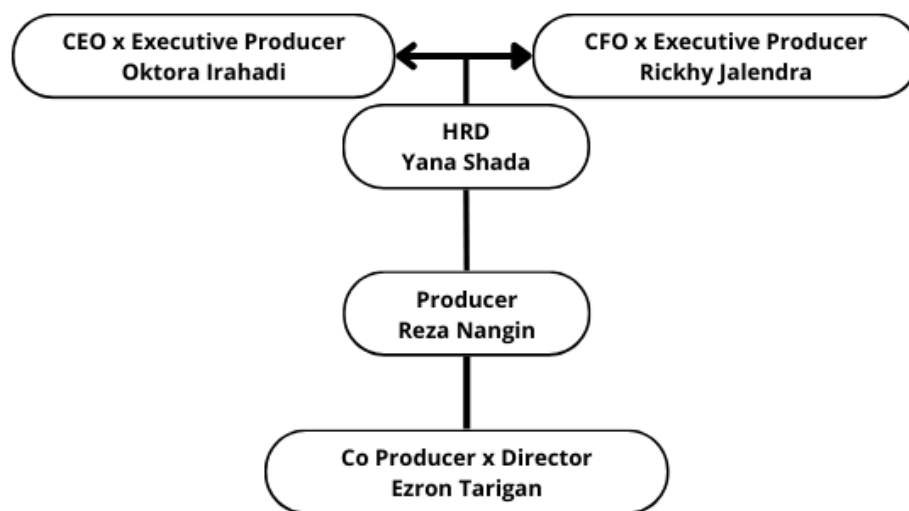 CEO x Executive Producer
Oktora Irahadi
CFO x Executive Producer
Rickhy Jalendra
HRD
Yana Shada
Producer
Reza Nangin
Co Producer x Director
Ezron Tarigan